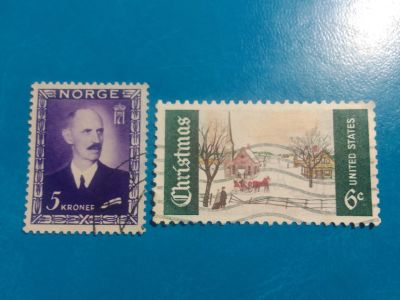 NORGE
5 KRONER
Christmas
6c
UNITED STATES